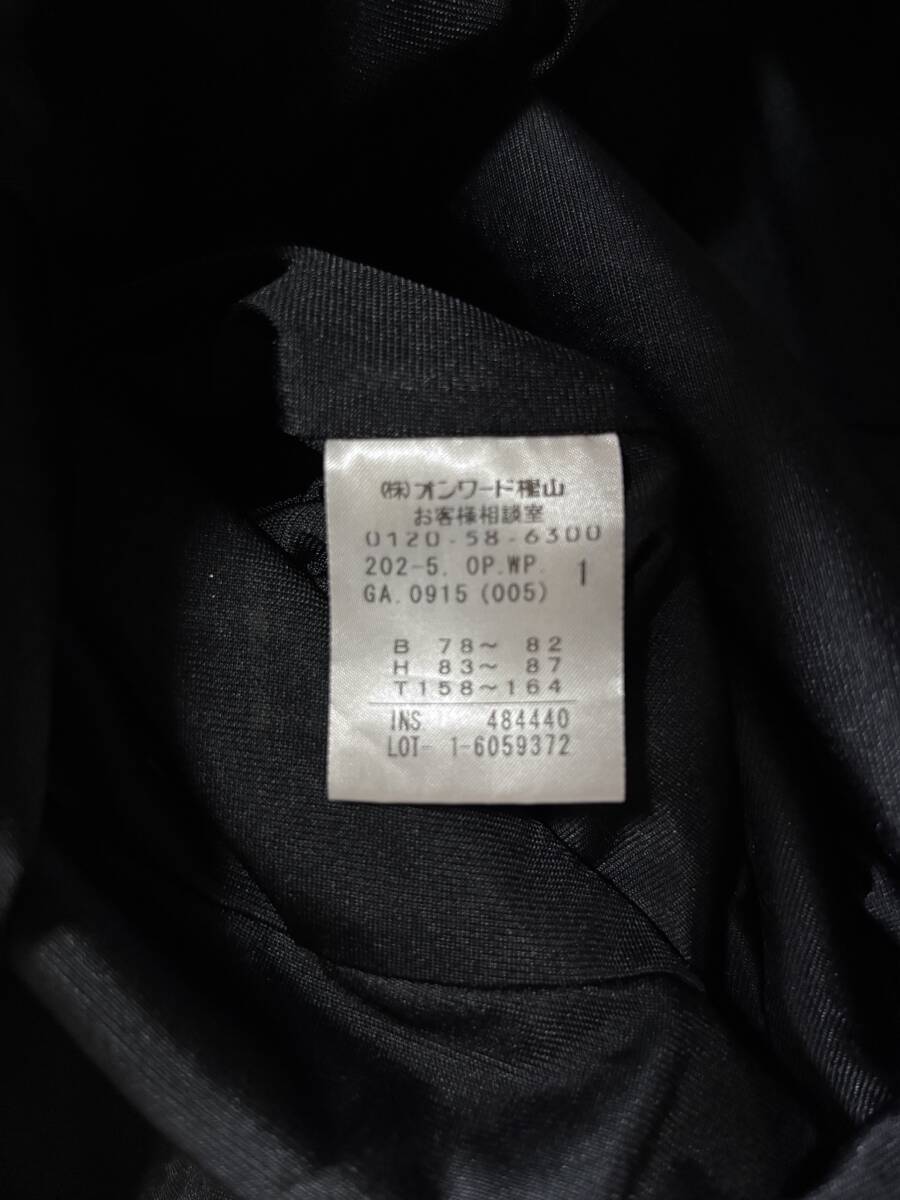 (株)オンワード樫山
お客様相談室
0120-58-6300
202-5. OP.WP. 1
GA.0915 (005)
B 78～ 82
H 83～ 87
T158～164
INS 484440
LOT- 1-6059372